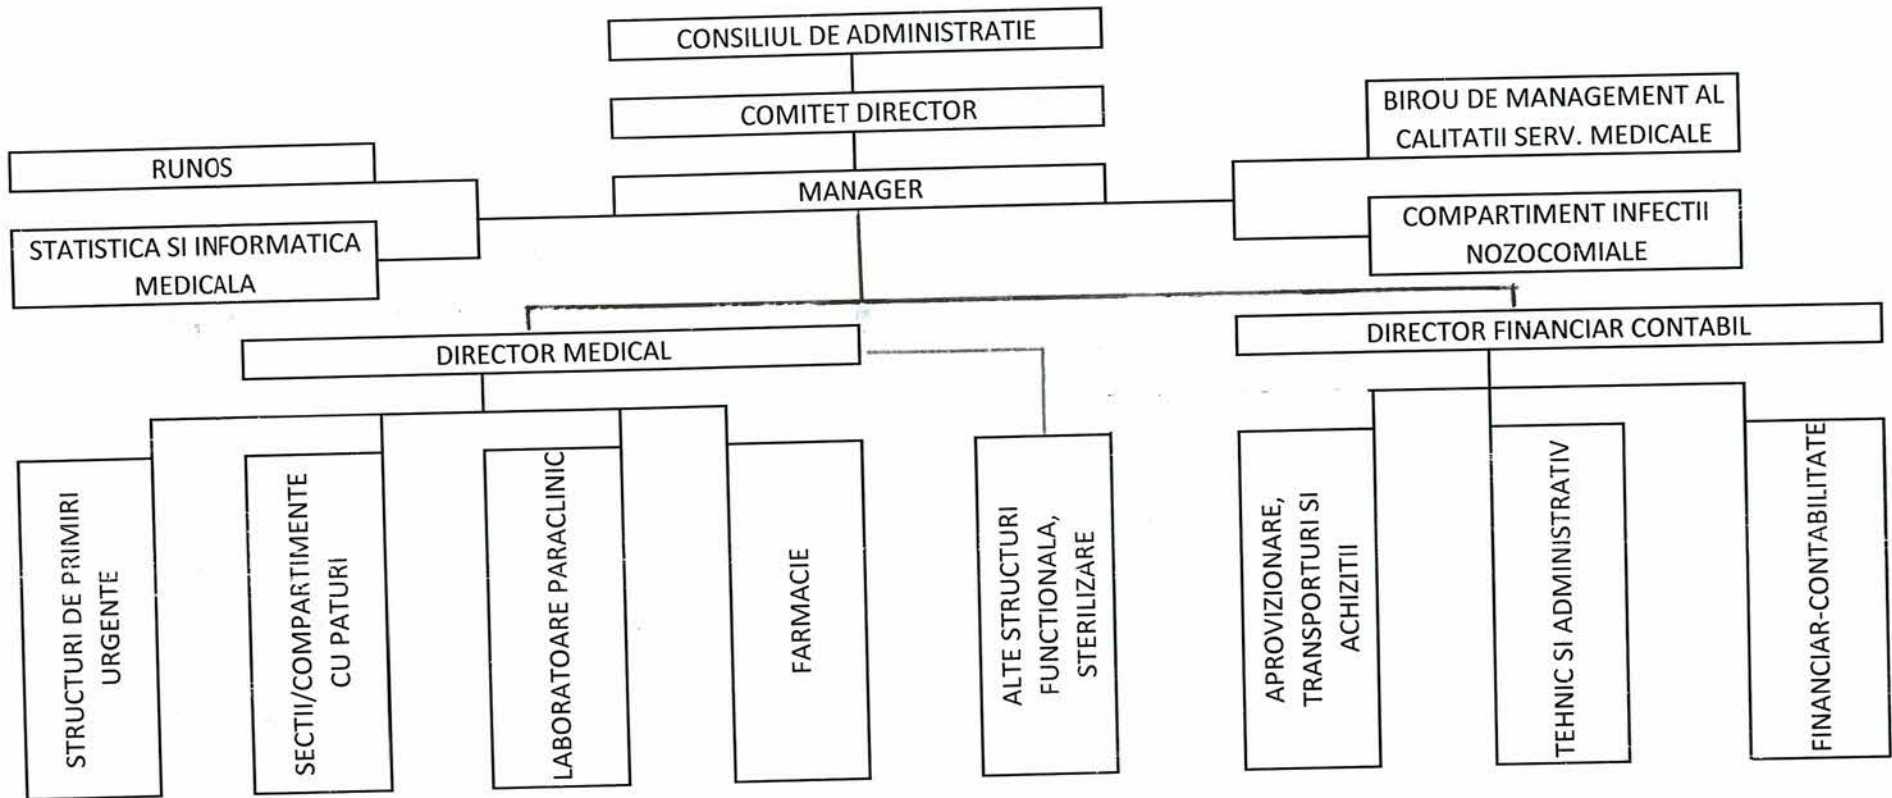 CONSILIUL DE ADMINISTRATIE
COMITET DIRECTOR
BIROU DE MANAGEMENT AL
CALITATII SERV. MEDICALE
RUNOS
MANAGER
STATISTICA SI INFORMATICA
MEDICALA
COMPARTIMENT INFECTII
NOZOCOMIALE
DIRECTOR MEDICAL
DIRECTOR FINANCIAR CONTABIL
STRUCTURI DE PRIMIRI
URGENTE
SECTII/COMPARTIMENTE
CU PATURI
LABORATOARE PARACLINIC
FARMACIE
ALTE STRUCTURI
FUNCTIONALA,
STERILIZARE
APROVIZIONARE,
TRANSPORTURI SI
ACHIZITII
TEHNIC SI ADMINISTRATIV
FINANCIAR-CONTABILITATE